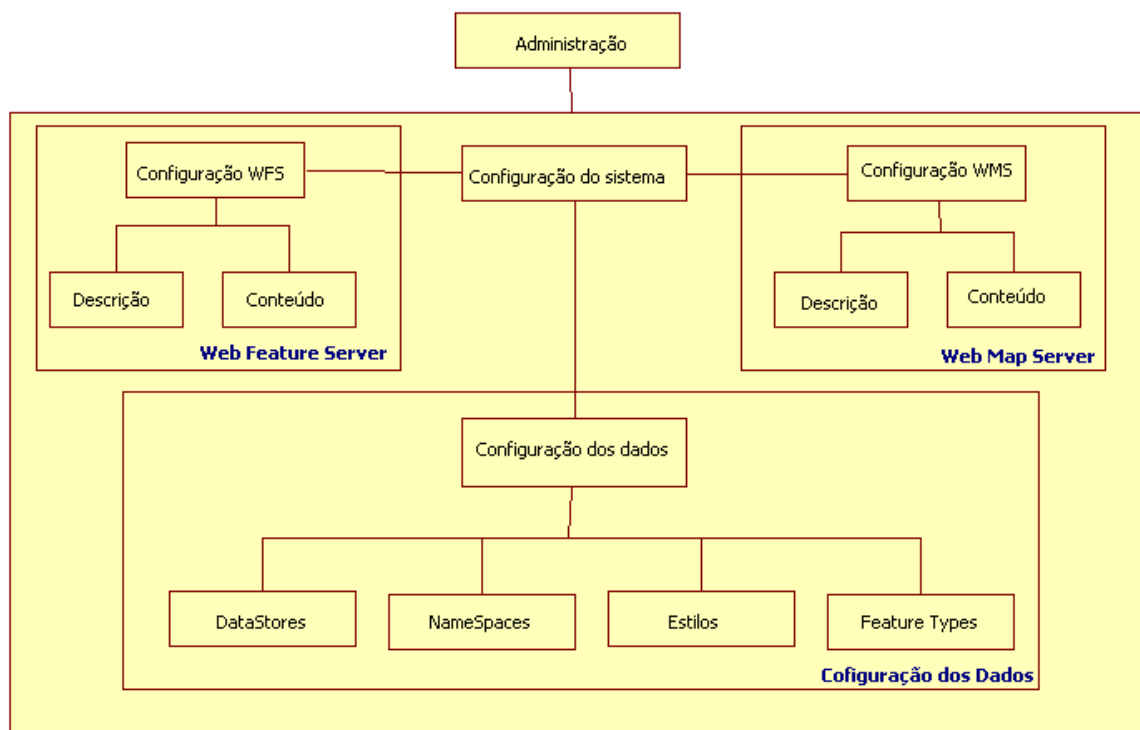 Administração
Configuração WFS
Configuração do sistema
Configuração WMS
Descrição
Conteúdo
Web Feature Server
Descrição
Conteúdo
Web Map Server
Configuração dos dados
DataStores
NameSpaces
Estilos
Feature Types
Cofiguração dos Dados